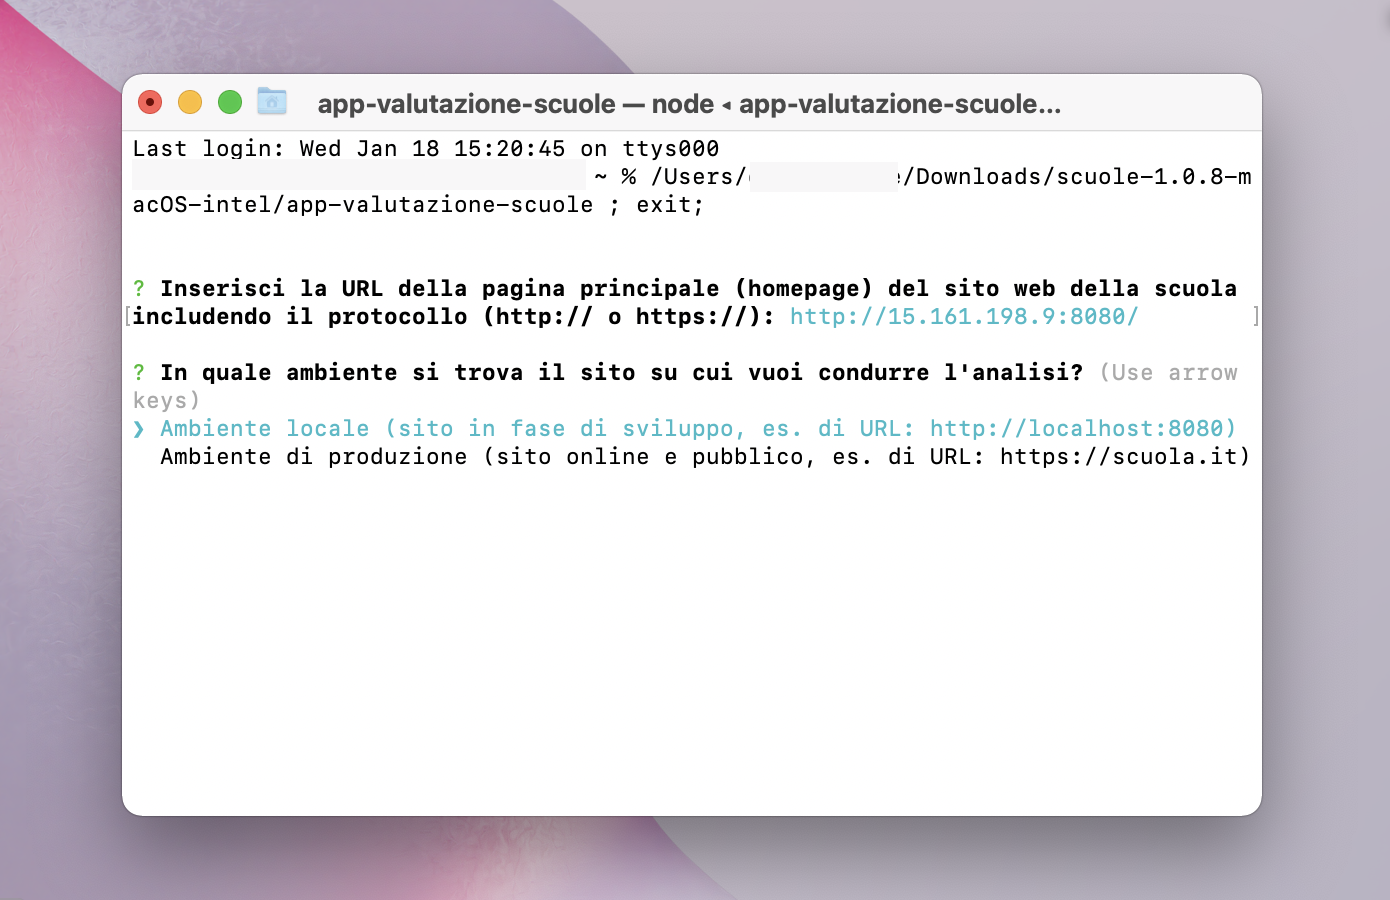 app-valutazione-scuole — node ◂ app-valutazione-scuole...
Last login: Wed Jan 18 15:20:45 on ttys000
~ % /Users/ /Downloads/scuole-1.0.8-m
acOS-intel/app-valutazione-scuole ; exit;
? Inserisci la URL della pagina principale (homepage) del sito web della scuola
[includendo il protocollo (http:// o https://): http://15.161.198.9:8080/ ]
? In quale ambiente si trova il sito su cui vuoi condurre l'analisi? (Use arrow
keys)
❯ Ambiente locale (sito in fase di sviluppo, es. di URL: http://localhost:8080)
Ambiente di produzione (sito online e pubblico, es. di URL: https://scuola.it)